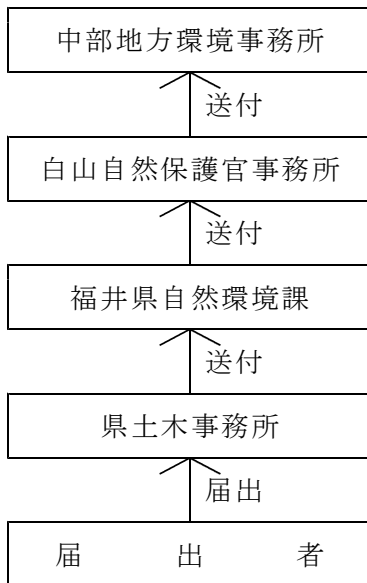 中部地方環境事務所
送付
白山自然保護官事務所
送付
福井県自然環境課
送付
県土木事務所
届出
届　出　者